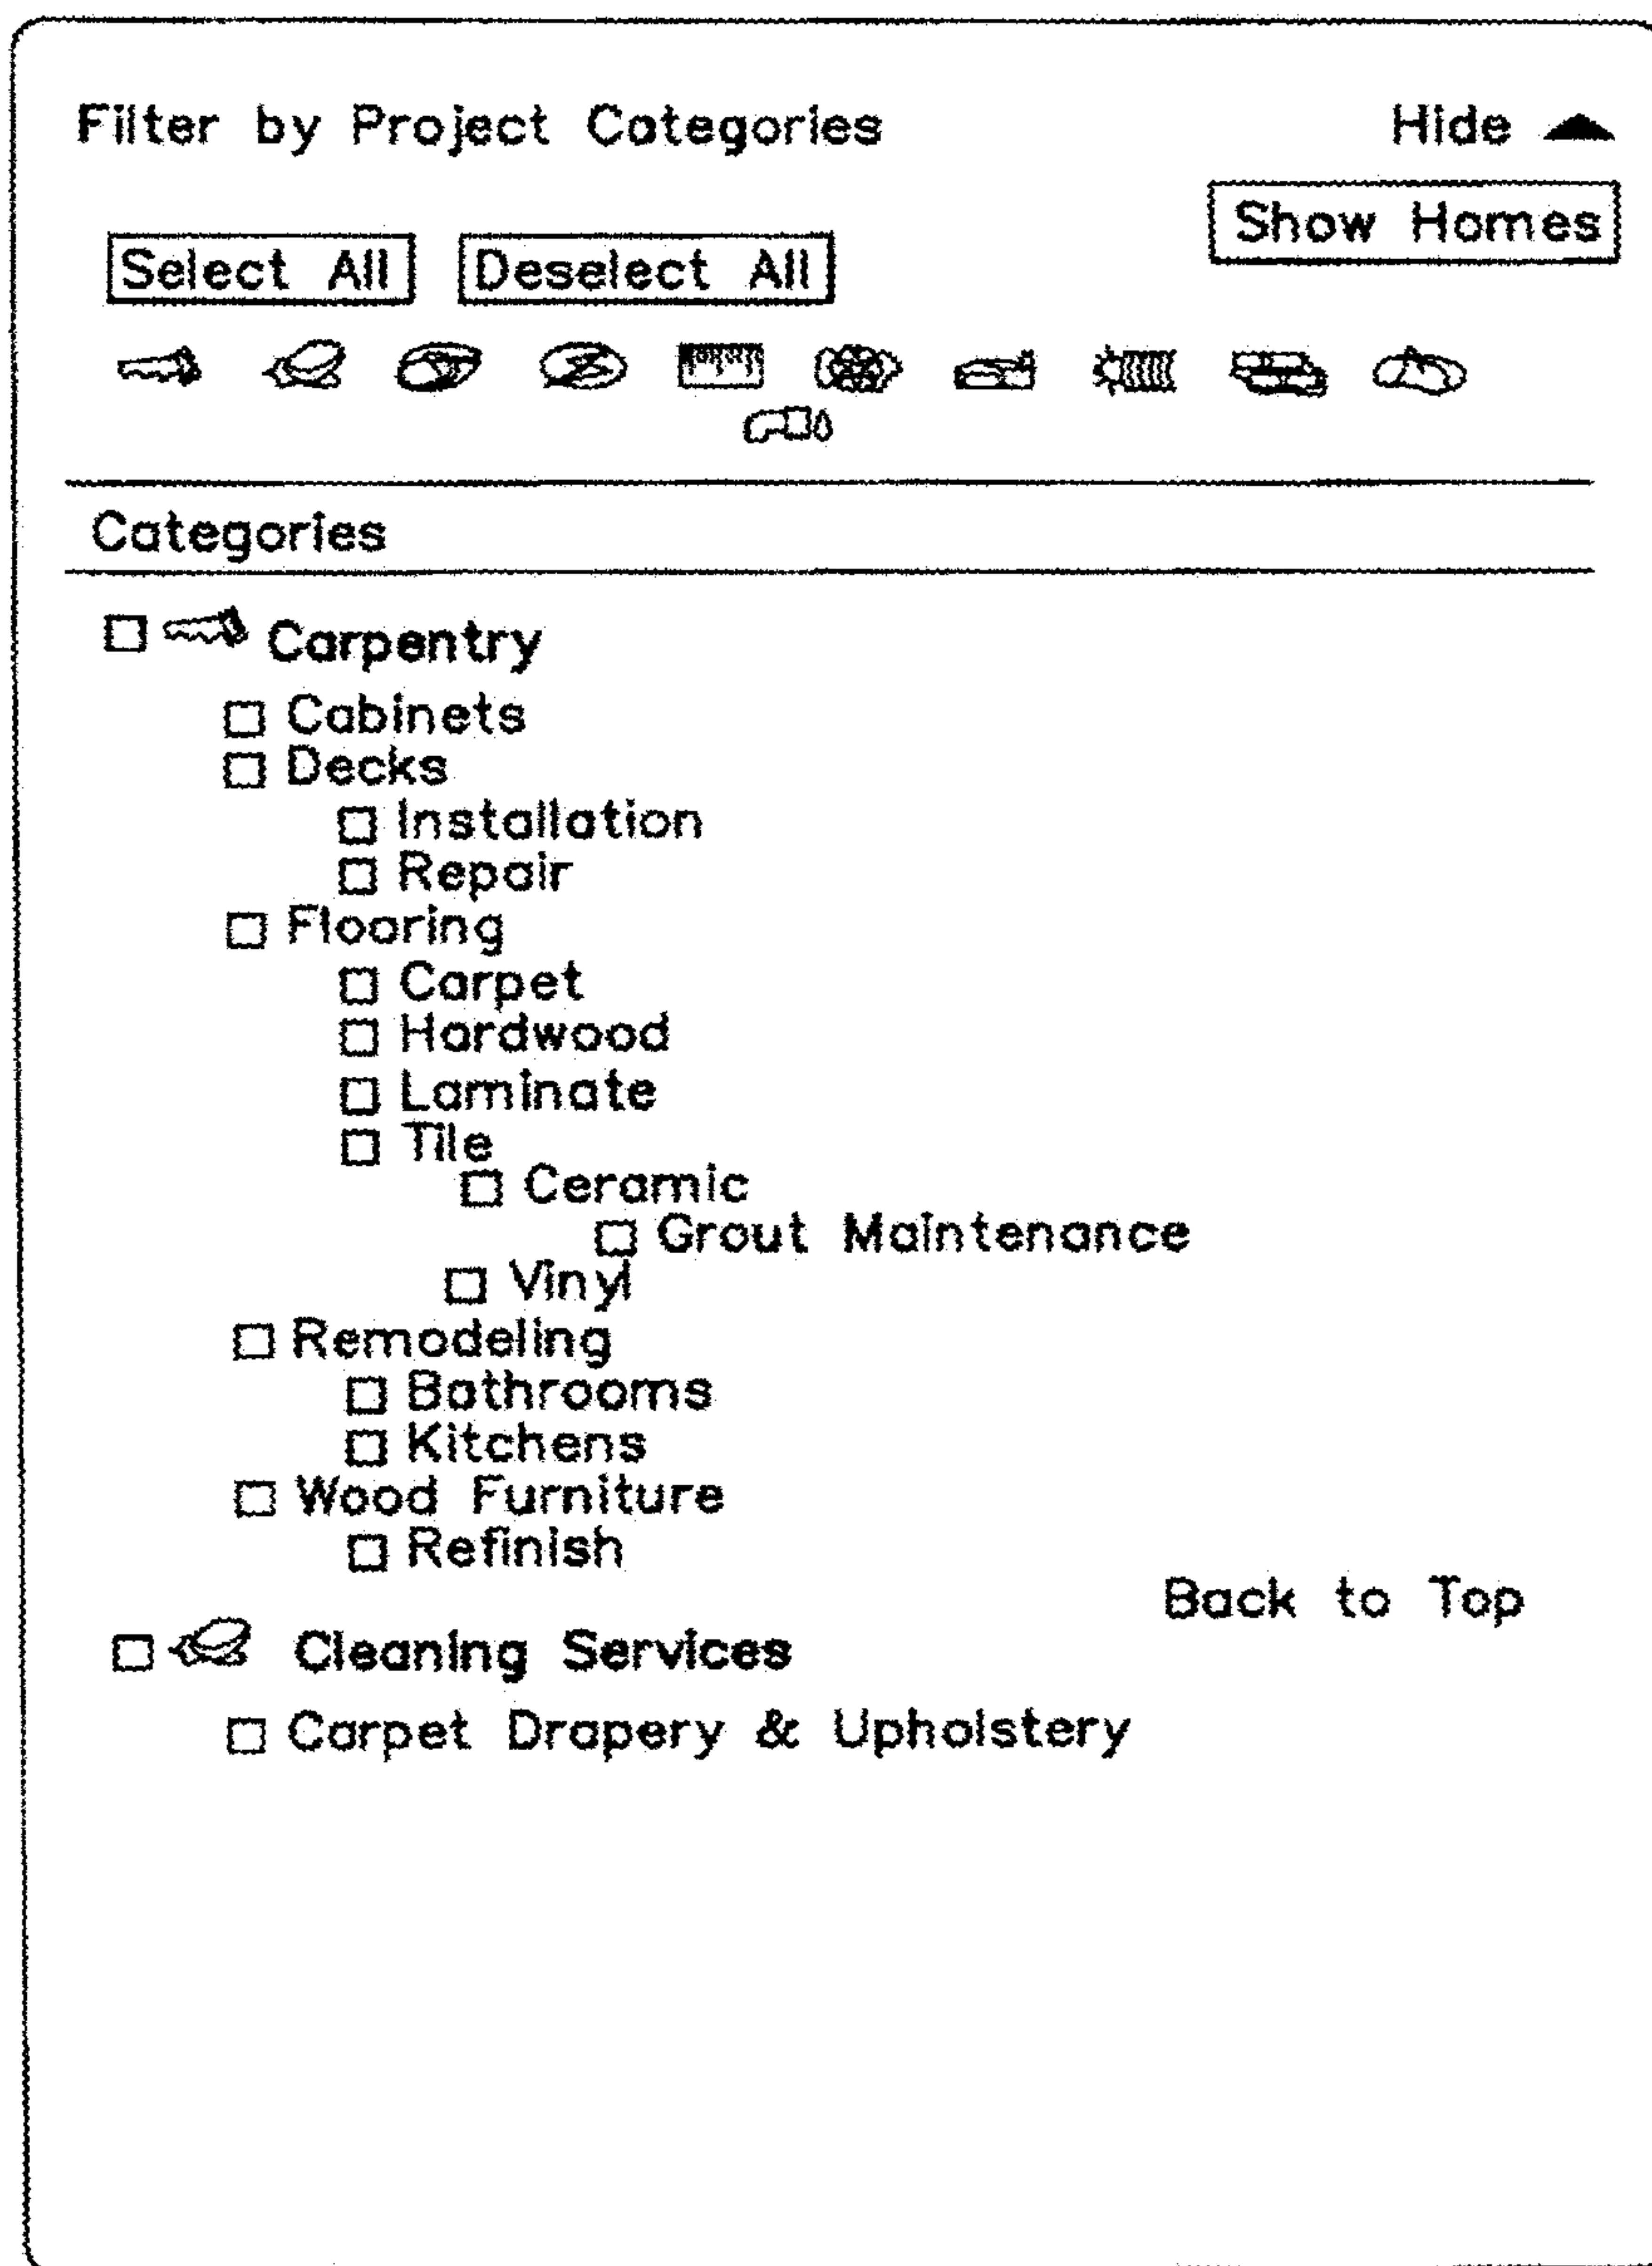 Filter by Project Categories Hide
Show Homes
Select All Deselect All
Categories
Carpentry
Cabinets
Decks
Installation
Repair
Flooring
Carpet
Hardwood
Laminate
Tile
Ceramic
Grout Maintenance
Vinyl
Remodeling
Bathrooms
Kitchens
Wood Furniture
Refinish
Back to Top
Cleaning Services
Carpet Drapery & Upholstery